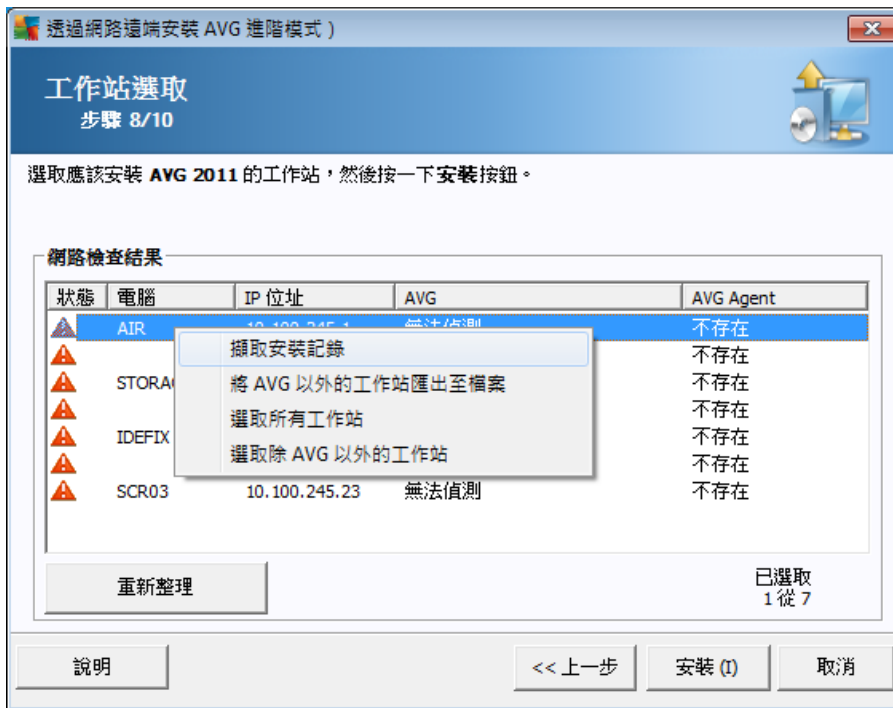 透過網路遠端安裝 AVG 進階模式 )
工作站選取
步驟 8/10
選取應該安裝 AVG 2011 的工作站，然後按一下安裝按鈕。
網路檢查結果
狀態 電腦 IP 位址 AVG AVG Agent
AIR 10.100.245.1 無法偵測 不存在
擷取安裝記錄
不存在
將 AVG 以外的工作站匯出至檔案
STORA 不存在
選取所有工作站
不存在
IDEFIX 不存在
選取除 AVG 以外的工作站
不存在
SCR03 10.100.245.23 無法偵測 不存在
重新整理
已選取
1 從 7
說明 << 上一步 安裝 (I) 取消